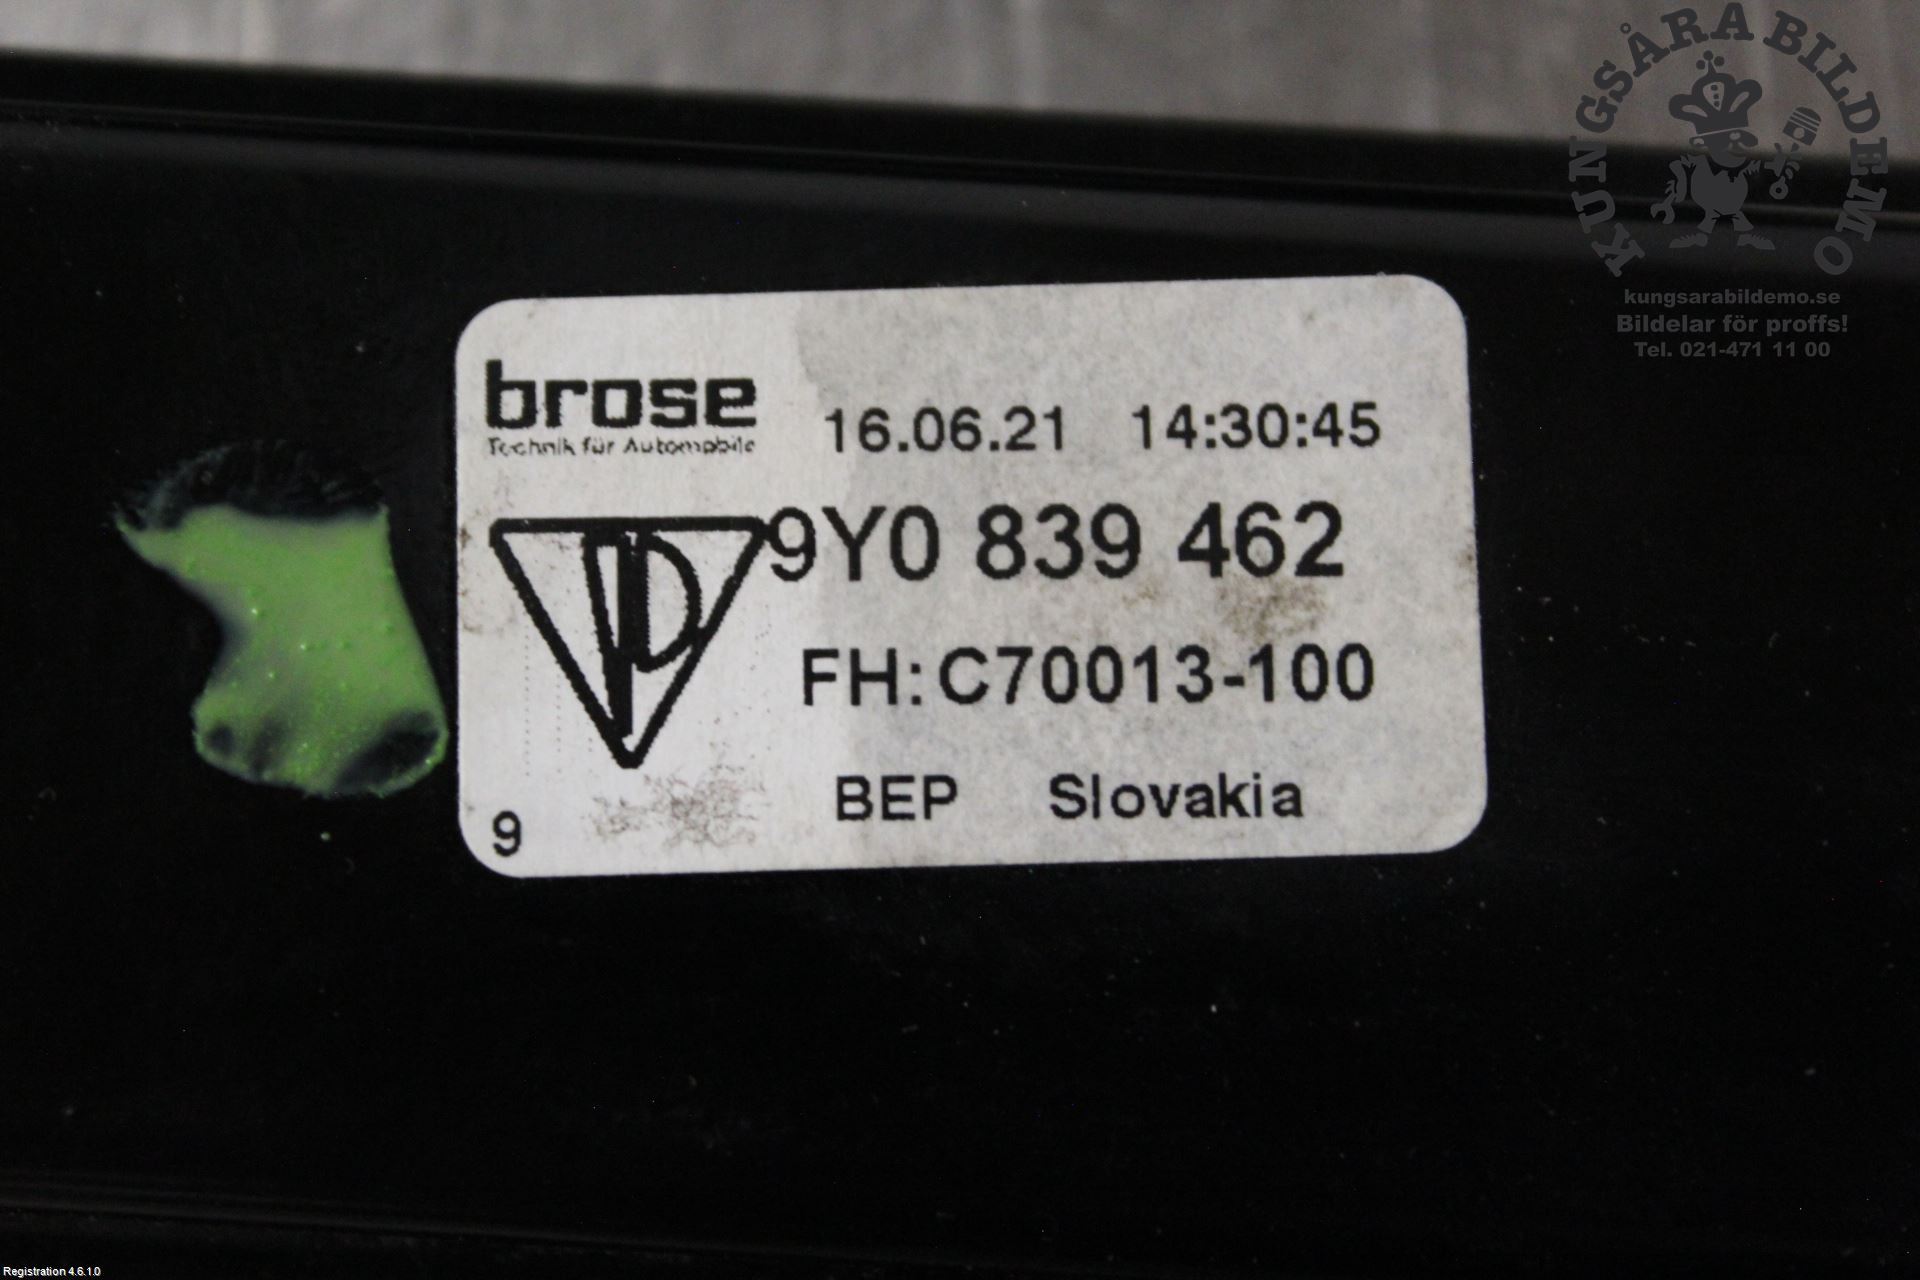 KUNGSÅRA BILDEMO
kungsarabildemo.se
Bildelar för proffs!
Tel. 021-471 11 00
brose
Technik für Automobile
16.06.21 14:30:45
9Y0 839 462
FH: C70013-100
BEP Slovakia
9
Registration 4.6.1.0